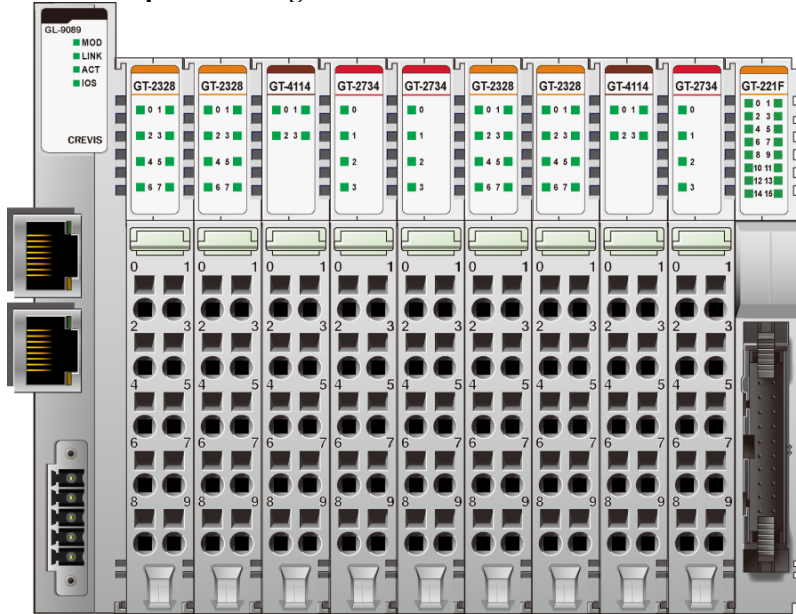 GL-9089
MOD
LINK
ACT
IOS
CREVIS
GT-2328 GT-2328 GT-4114 GT-2734 GT-2734 GT-2328 GT-2328 GT-4114 GT-2734 GT-221F
0 1 0 1 0 1 0 0 0 1 0 1 0 1 0 0 1
2 3
2 3 2 3 2 3 1 1 2 3 2 3 2 3 1 4 5
6 7
4 5 4 5 2 2 4 5 4 5 2 8 9
10 11
6 7 6 7 3 3 6 7 6 7 3 12 13
14 15
0 1 0 1 0 1 0 1 0 1 0 1 0 1 0 1 0 1
2 3 2 3 2 3 2 3 2 3 2 3 2 3 2 3 2 3
4 5 4 5 4 5 4 5 4 5 4 5 4 5 4 5 4 5
6 7 6 7 6 7 6 7 6 7 6 7 6 7 6 7 6 7
8 9 8 9 8 9 8 9 8 9 8 9 8 9 8 9 8 9